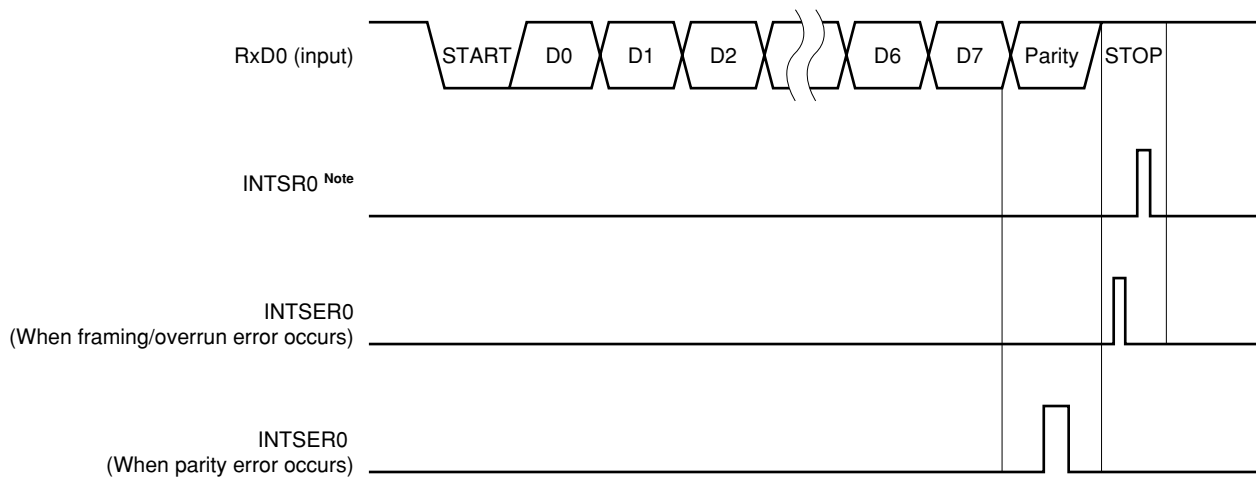 RxD0 (input) START D0 D1 D2 D6 D7 Parity STOP
INTSR0 Note
INTSER0
(When framing/overrun error occurs)
INTSER0
(When parity error occurs)